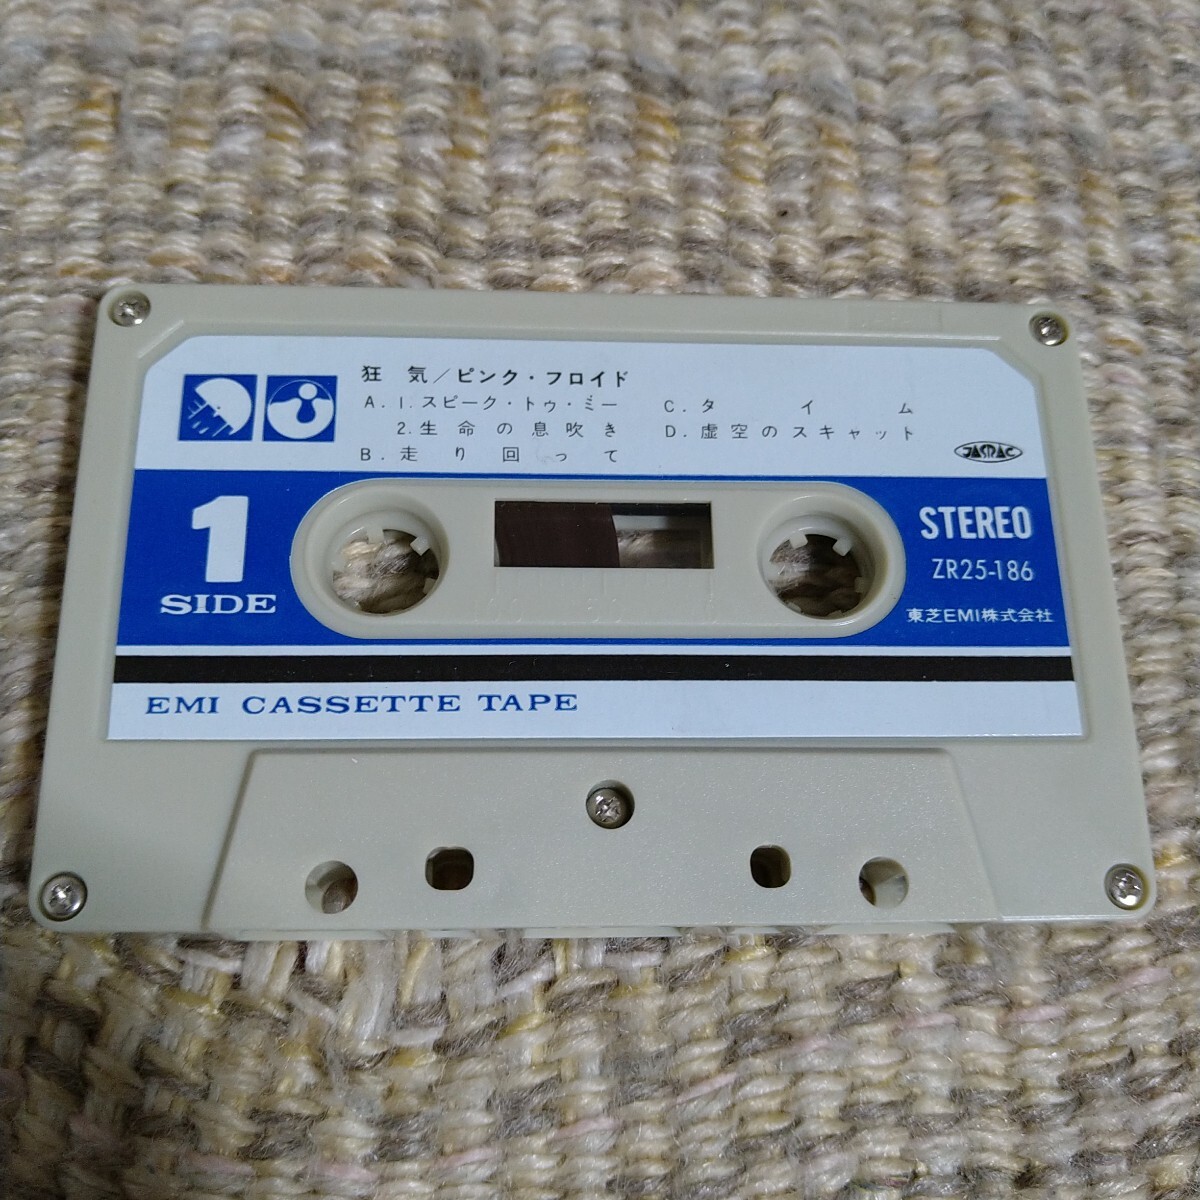 狂気／ピンク・フロイド
A. 1. スピーク・トゥ・ミー
2. 生命の息吹き
B. 走り回って
C. タイム
D. 虚空のスキャット
JASRAC
1
SIDE
STEREO
ZR25-186
東芝EMI株式会社
EMI CASSETTE TAPE